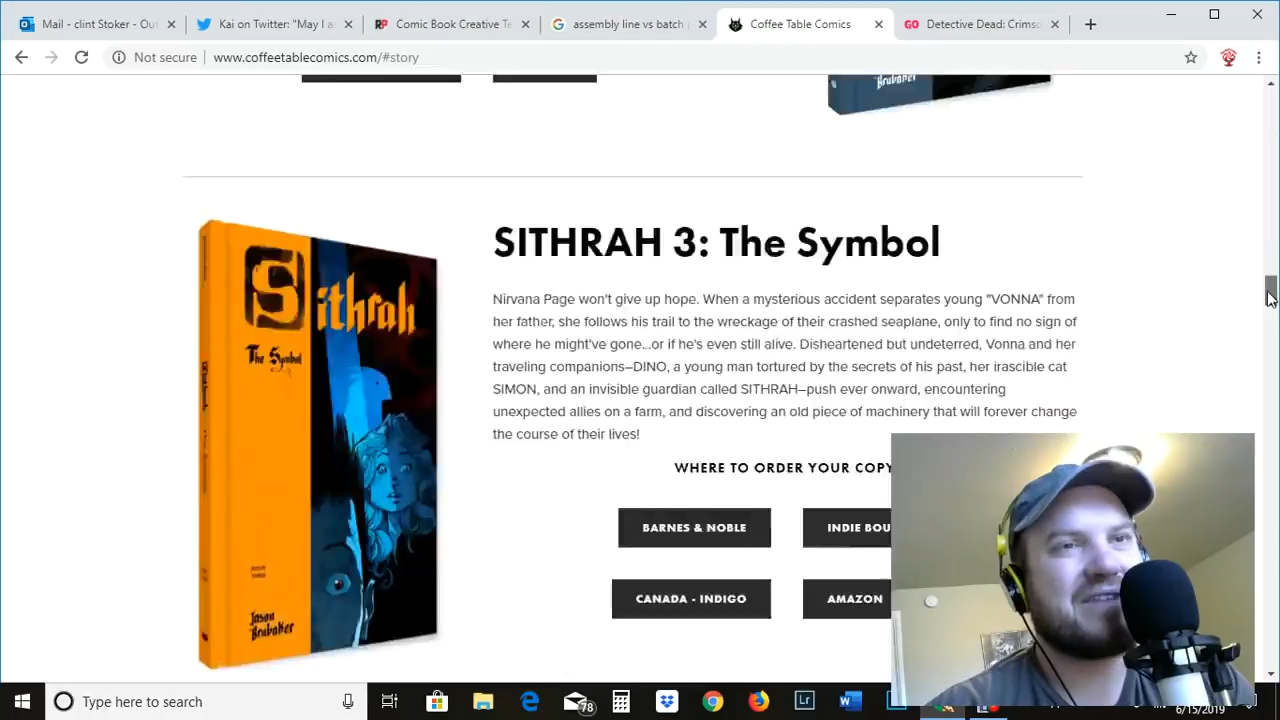 Mail - clint Stoker - Out
Kai on Twitter: "May I a
Comic Book Creative Te
assembly line vs batch
Coffee Table Comics
Detective Dead: Crimso
Not secure
www.coffeetablecomics.com/#story
Brubaker
SITHRAH 3: The Symbol
Nirvana Page won't give up hope. When a mysterious accident separates young "VONNA" from
her father, she follows his trail to the wreckage of their crashed seaplane, only to find no sign of
where he might've gone...or if he's even still alive. Disheartened but undeterred, Vonna and her
traveling companions–DINO, a young man tortured by the secrets of his past, her irascible cat
SIMON, and an invisible guardian called SITHRAH–push ever onward, encountering
unexpected allies on a farm, and discovering an old piece of machinery that will forever change
the course of their lives!
WHERE TO ORDER YOUR COPY
BARNES & NOBLE
INDIE BOU
CANADA - INDIGO
AMAZON
Sithrah
The Symbol
Jason
Brubaker
Type here to search
78
6/15/2019